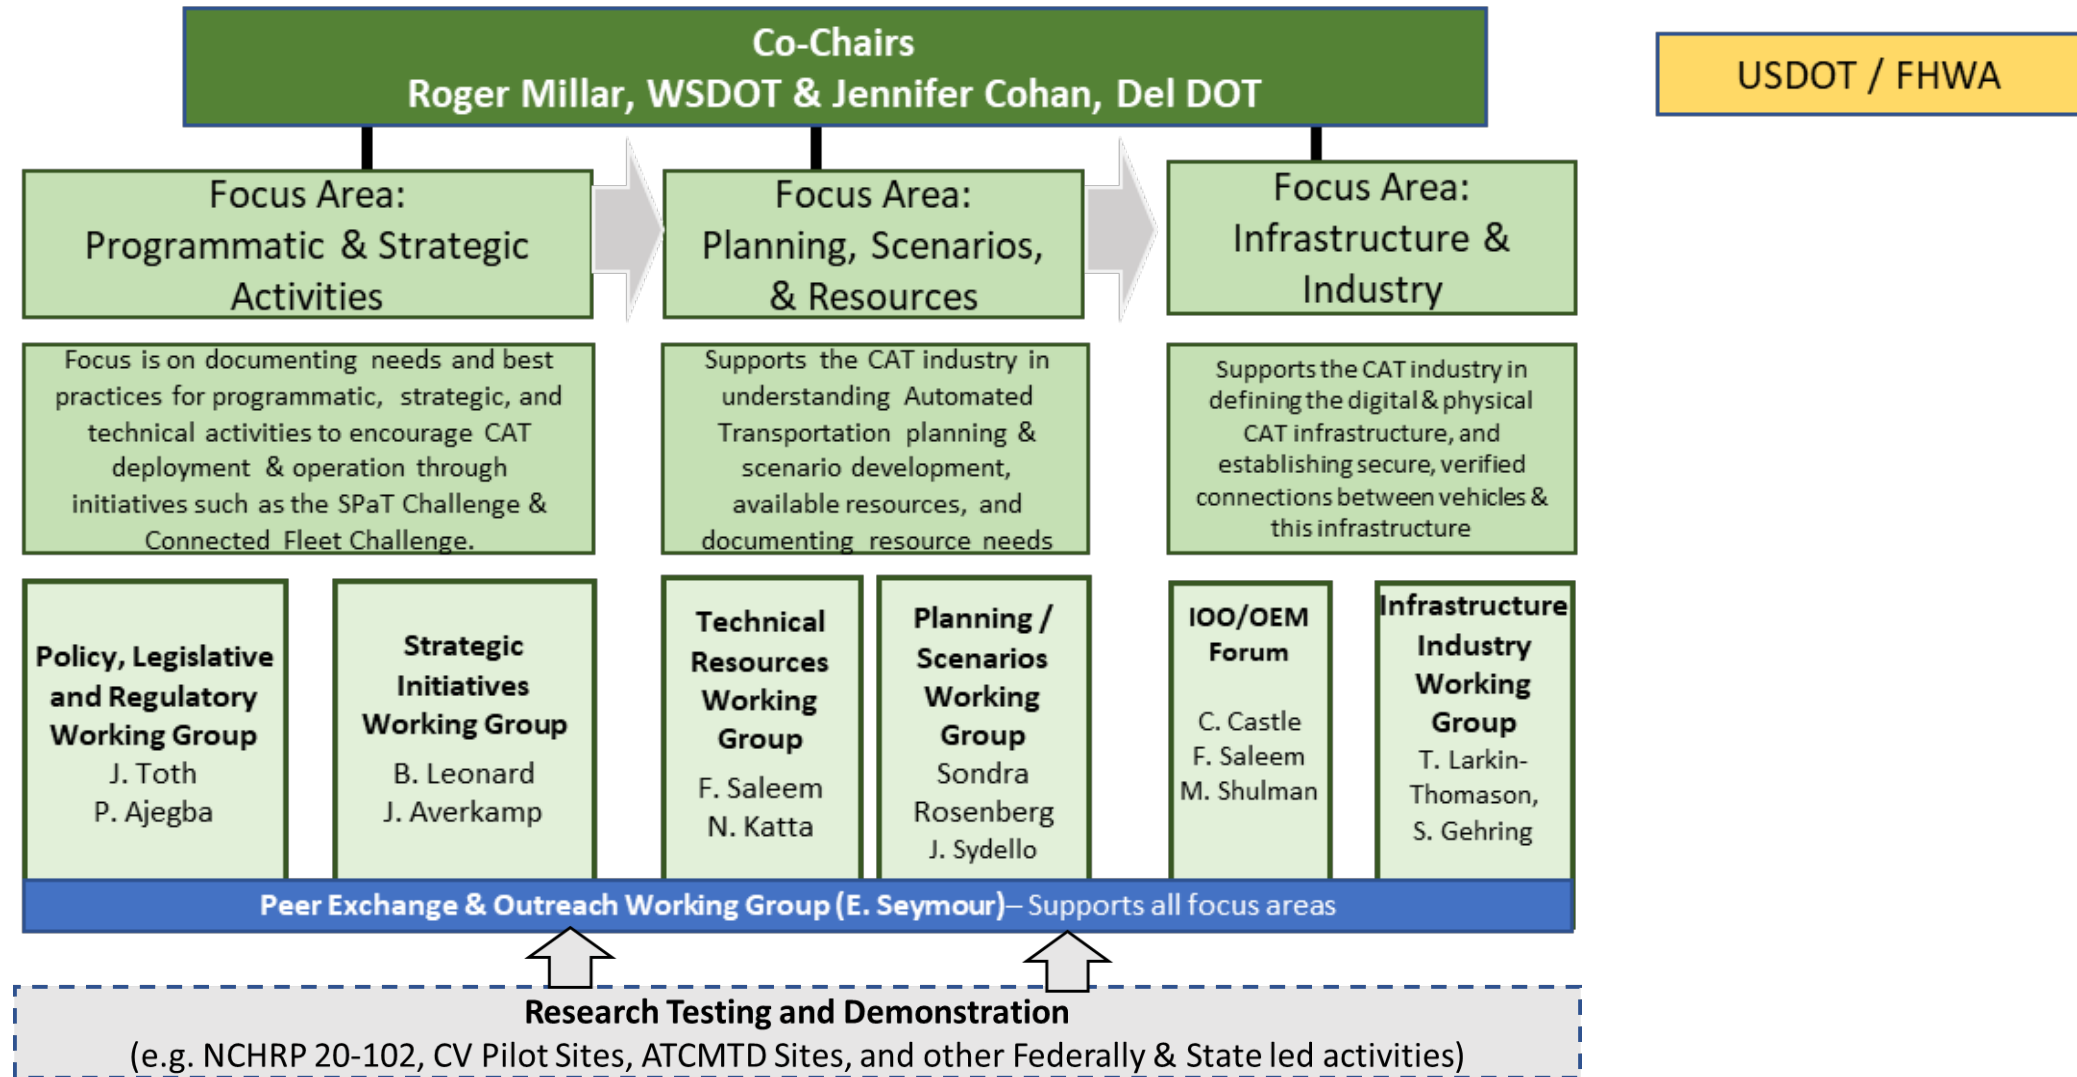 Co-Chairs
Roger Millar, WSDOT & Jennifer Cohan, Del DOT
USDOT / FHWA
Focus Area:
Programmatic & Strategic
Activities
Focus Area:
Planning, Scenarios,
& Resources
Focus Area:
Infrastructure &
Industry
Focus is on documenting needs and best
practices for programmatic, strategic, and
technical activities to encourage CAT
deployment & operation through
initiatives such as the SPaT Challenge &
Connected Fleet Challenge.
Supports the CAT industry in
understanding Automated
Transportation planning &
scenario development,
available resources, and
documenting resource needs
Supports the CAT industry in
defining the digital & physical
CAT infrastructure, and
establishing secure, verified
connections between vehicles &
this infrastructure
Policy, Legislative
and Regulatory
Working Group
J. Toth
P. Ajegba
Strategic
Initiatives
Working Group
B. Leonard
J. Averkamp
Technical
Resources
Working
Group
F. Saleem
N. Katta
Planning /
Scenarios
Working
Group
Sondra
Rosenberg
J. Sydello
IOO/OEM
Forum
C. Castle
F. Saleem
M. Shulman
Infrastructure
Industry
Working
Group
T. Larkin-
Thomason,
S. Gehring
Peer Exchange & Outreach Working Group (E. Seymour)– Supports all focus areas
Research Testing and Demonstration
(e.g. NCHRP 20-102, CV Pilot Sites, ATCMTD Sites, and other Federally & State led activities)